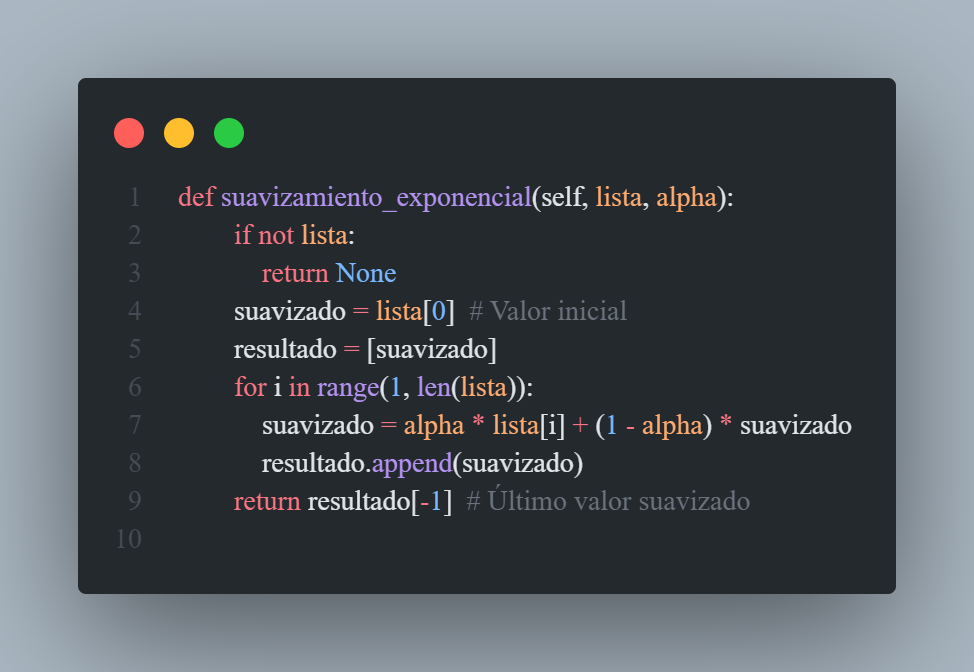 1 def suavizamiento_exponencial(self, lista, alpha):
2 if not lista:
3 return None
4 suavizado = lista[0]  # Valor inicial
5 resultado = [suavizado]
6 for i in range(1, len(lista)):
7 suavizado = alpha * lista[i] + (1 - alpha) * suavizado
8 resultado.append(suavizado)
9 return resultado[-1]  # Último valor suavizado
10